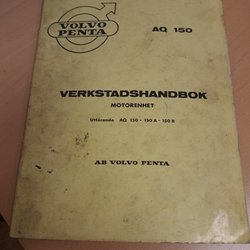 VOLVO
PENTA
AQ 150
VERKSTADSHANDBOK
MOTORENHET
Utförande AQ 150 - 150 A - 150 B
AB VOLVO PENTA